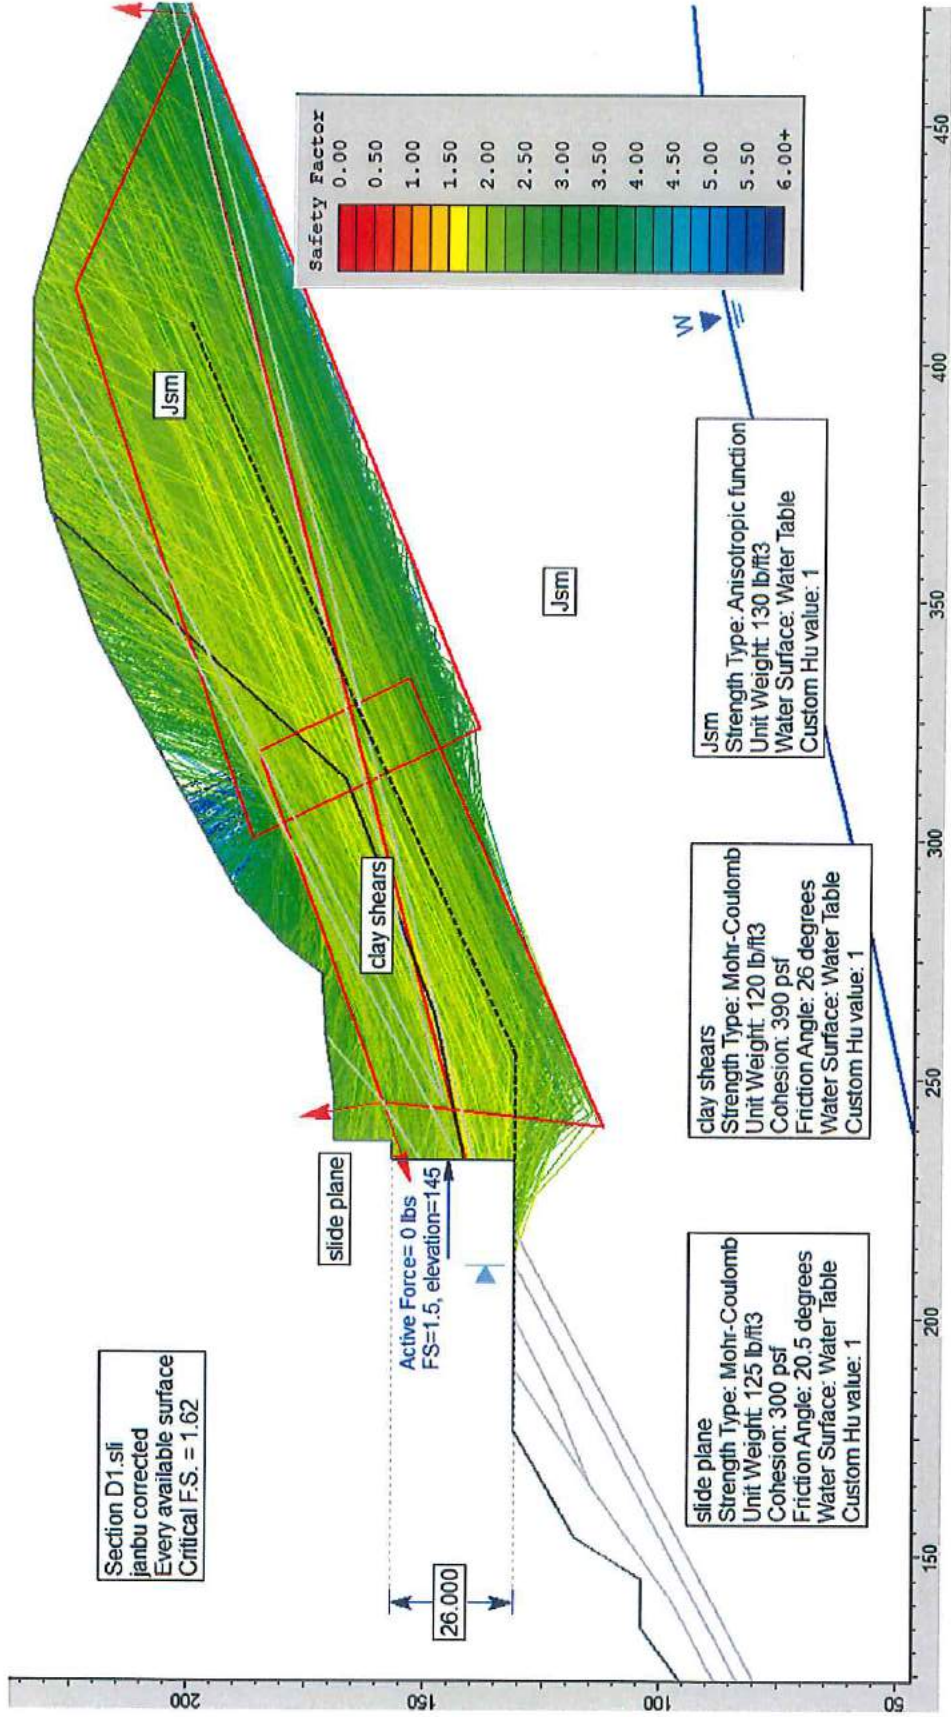 Section D1.sli
janbu corrected
Every available surface
Critical F.S. = 1.62
26.000
slide plane
Active Force= 0 lbs
FS=1.5, elevation=145
clay shears
Jsm
Jsm
W
Safety Factor
0.00
0.50
1.00
1.50
2.00
2.50
3.00
3.50
4.00
4.50
5.00
5.50
6.00+
slide plane
Strength Type: Mohr-Coulomb
Unit Weight: 125 lb/ft3
Cohesion: 300 psf
Friction Angle: 20.5 degrees
Water Surface: Water Table
Custom Hu value: 1
clay shears
Strength Type: Mohr-Coulomb
Unit Weight: 120 lb/ft3
Cohesion: 390 psf
Friction Angle: 26 degrees
Water Surface: Water Table
Custom Hu value: 1
Jsm
Strength Type: Anisotropic function
Unit Weight: 130 lb/ft3
Water Surface: Water Table
Custom Hu value: 1
200
150
100
50
150
200
250
300
350
400
450